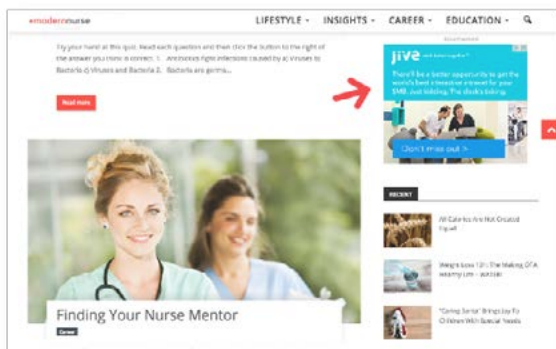 +modernnurse
LIFESTYLE INSIGHTS CAREER EDUCATION
Try your hand at this quiz. Read each question and then click the button to the right of
the answer you think is correct. 1. Antibiotics fight infections caused by a) Viruses to
Bacteria c) Viruses and Bacteria 2. Bacteria are germs...
Read more
Finding Your Nurse Mentor
Career
Advertisement
jive
There'll be a better opportunity to get the
world's best interactive intranet for your
SMB. Just kidding. The clock's ticking.
Don't miss out >
RECENT
All Calories Are Not Created
Equal!
Weight Loss 101: The Making Of A
Healthy Life –
"Caring Santa" Brings Joy To
Children With Special Needs